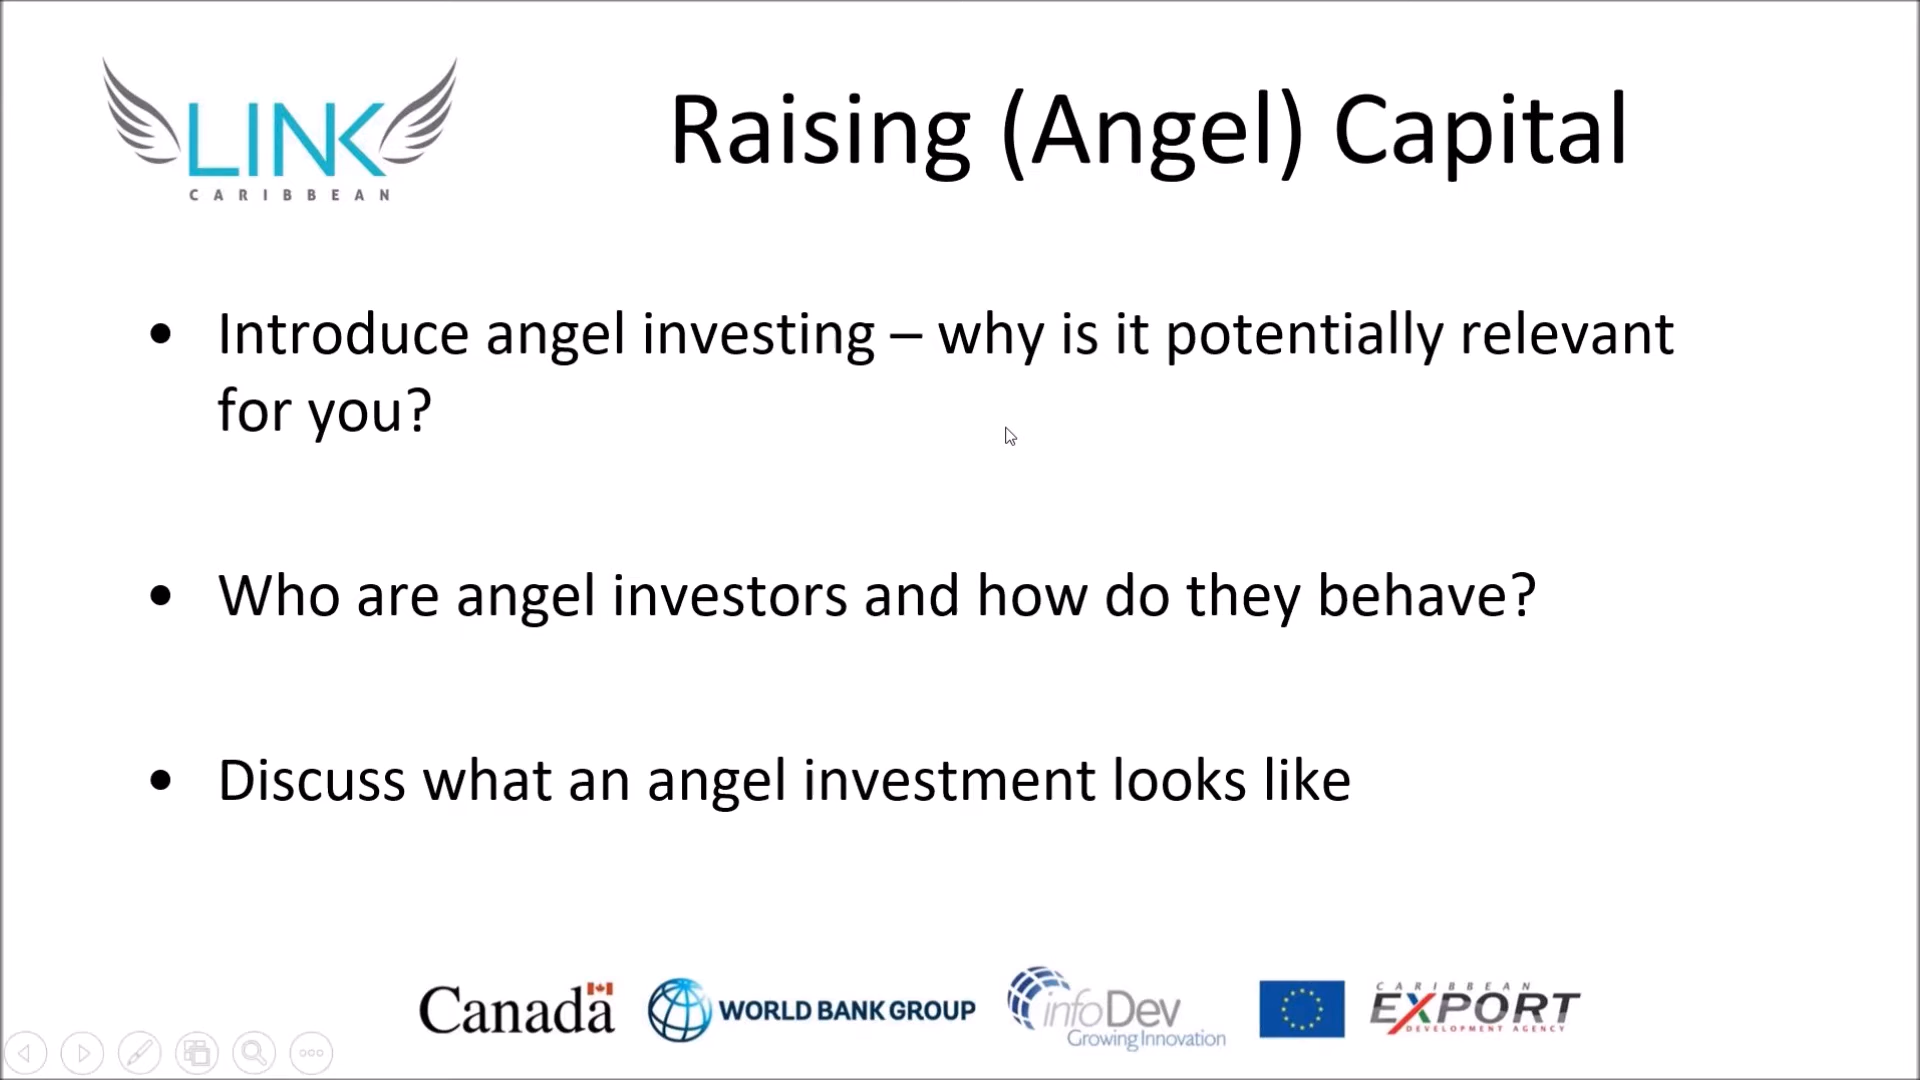 LINK
CARIBBEAN
Raising (Angel) Capital
• Introduce angel investing – why is it potentially relevant
for you?
• Who are angel investors and how do they behave?
• Discuss what an angel investment looks like
Canada
WORLD BANK GROUP
infoDev
Growing Innovation
CARIBBEAN
EXPORT
DEVELOPMENT AGENCY